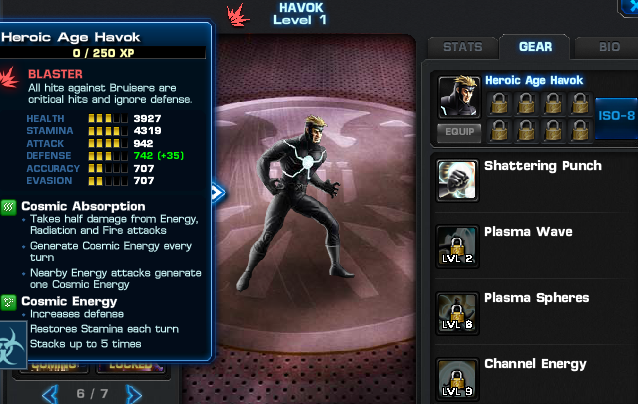 HAVOK
Level 1
Heroic Age Havok
0 / 250 XP
BLASTER
All hits against Bruisers are
critical hits and ignore defense.
HEALTH 3927
STAMINA 4319
ATTACK 942
DEFENSE 742 (+35)
ACCURACY 707
EVASION 707
Cosmic Absorption
Takes half damage from Energy,
Radiation and Fire attacks
Generate Cosmic Energy every
turn
Nearby Energy attacks generate
one Cosmic Energy
Cosmic Energy
Increases defense
Restores Stamina each turn
Stacks up to 5 times
6 / 7
STATS GEAR BIO
Heroic Age Havok
EQUIP
ISO-8
Shattering Punch
Plasma Wave
LVL 2
Plasma Spheres
LVL 8
Channel Energy
LVL 9